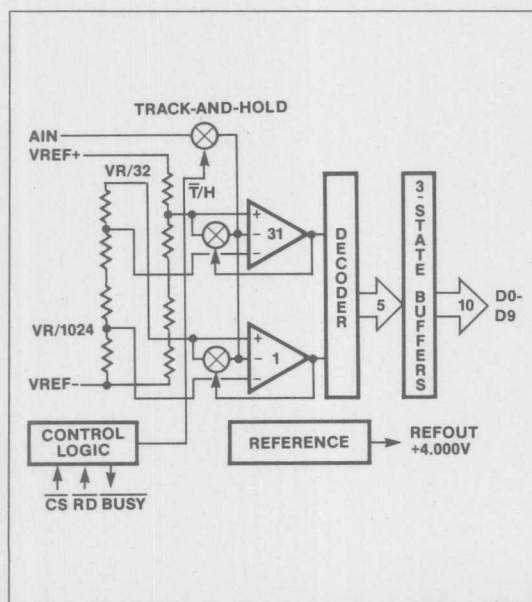 TRACK-AND-HOLD
AIN
VREF+
VR/32
T/H
+
31
−
−
DECODER
3-STATE BUFFERS
5
10
D0-
D9
VR/1024
+
1
−
−
VREF−
CONTROL
LOGIC
REFERENCE
REFOUT
+4.000V
CS RD BUSY